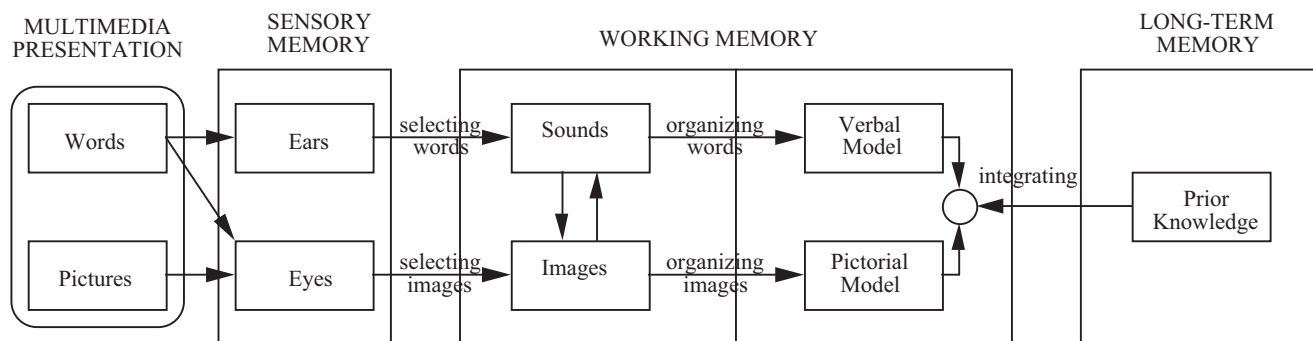 MULTIMEDIA
PRESENTATION
SENSORY
MEMORY
WORKING MEMORY
LONG-TERM
MEMORY
Words
Ears
selecting
words
Sounds
organizing
words
Verbal
Model
integrating
Prior
Knowledge
Pictures
Eyes
selecting
images
Images
organizing
images
Pictorial
Model